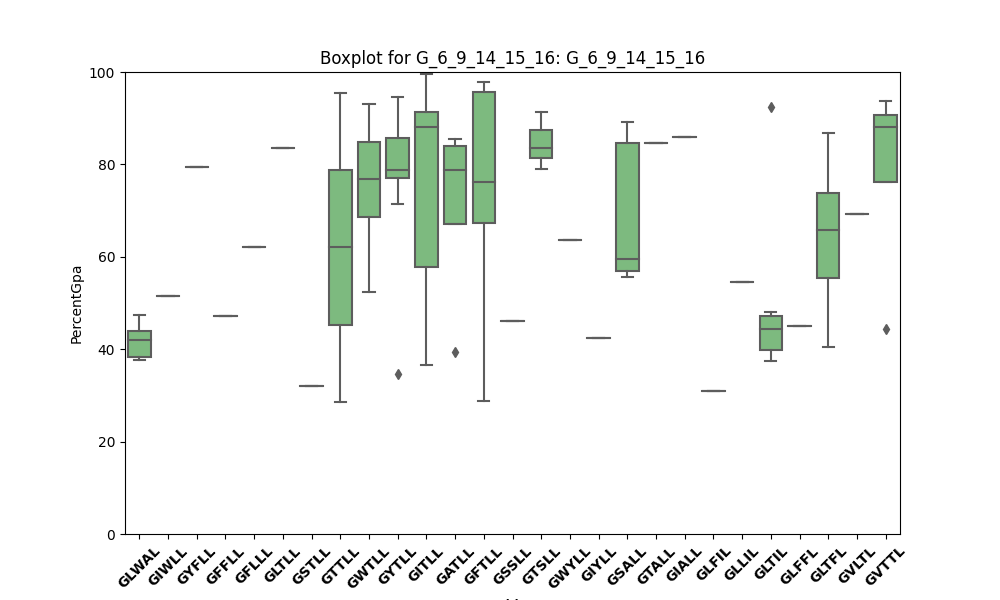 Boxplot for G_6_9_14_15_16: G_6_9_14_15_16
100
80
60
40
20
0
PercentGpa
GLWAL GIWLL GYFLL GFFLL GFLLL GLTLL GSTLL GTTLL GWTLL GYTLL GITLL GATLL GFTLL GSSLL GTSLL GWYLL GIYLL GSALL GTALL GIALL GLFIL GLLIL GLTIL GLFFL GLTFL GVLTL GVTTL